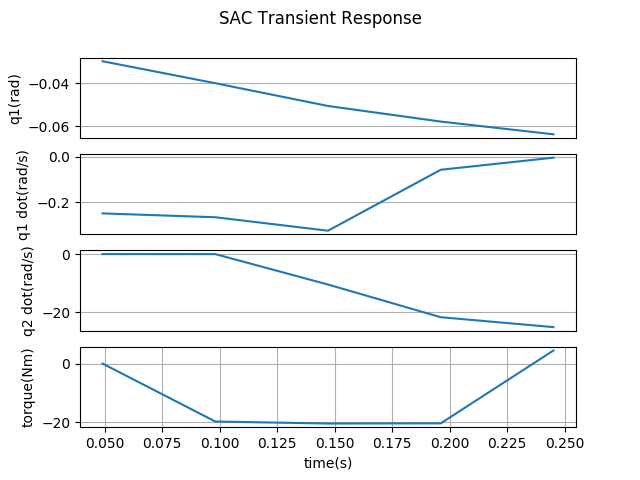 SAC Transient Response
q1(rad)
−0.04
−0.06
q1 dot(rad/s)
0.0
−0.2
q2 dot(rad/s)
0
−20
torque(Nm)
0
−20
0.050 0.075 0.100 0.125 0.150 0.175 0.200 0.225 0.250
time(s)